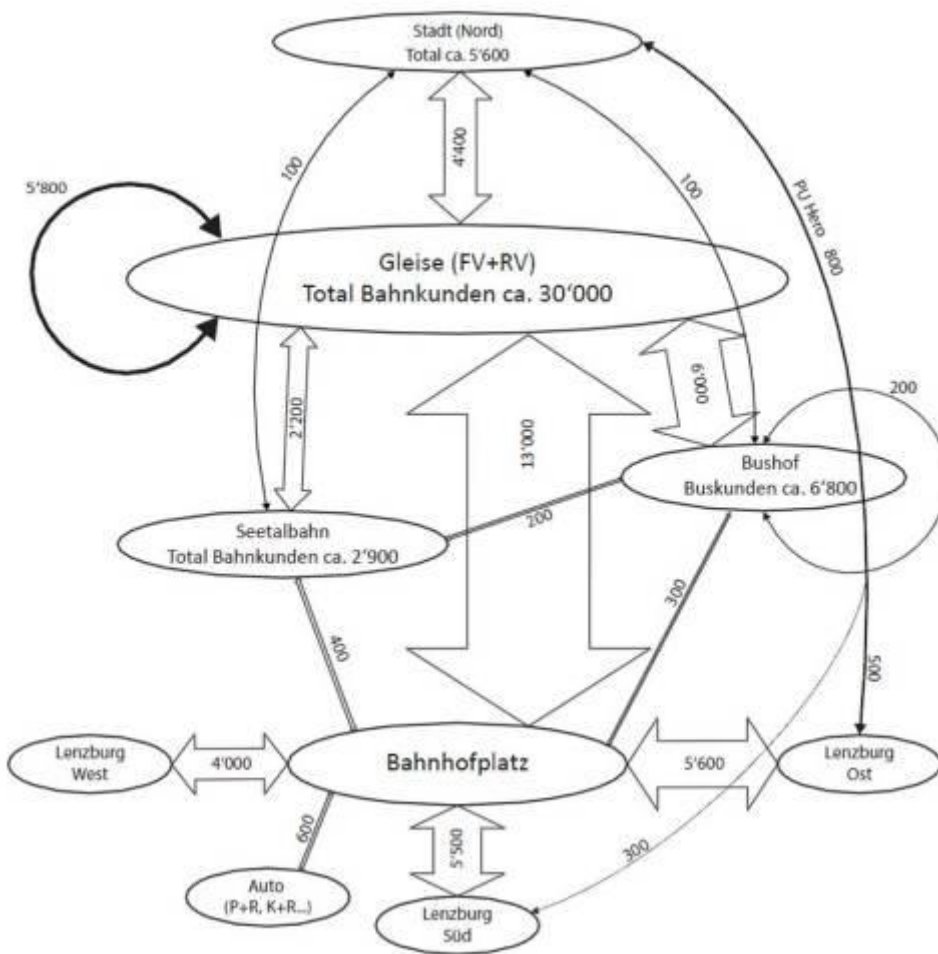 Stadt (Nord)
Total ca. 5'600
4'400
100
100
PU Hero 800
5'800
Gleise (FV+RV)
Total Bahnkunden ca. 30'000
2'200
13'000
6'000
200
Bushof
Buskunden ca. 6'800
Seetalbahn
Total Bahnkunden ca. 2'900
200
300
400
500
Lenzburg
West
4'000
Bahnhofplatz
5'600
Lenzburg
Ost
600
5'500
300
Auto
(P+R, K+R...)
Lenzburg
Süd